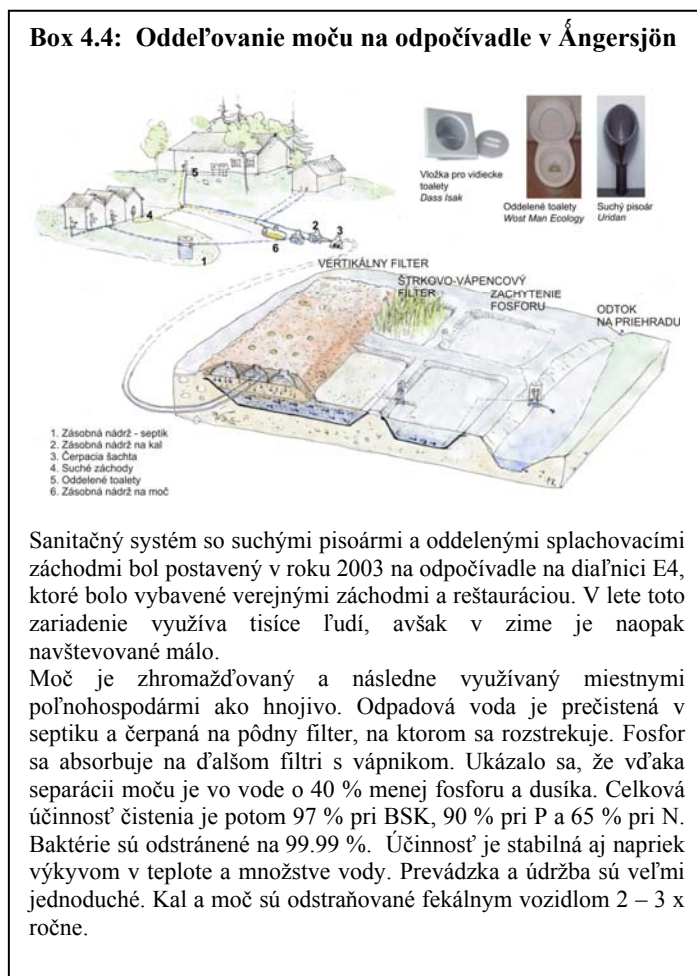 Box 4.4: Oddeľovanie moču na odpočívadle v Ångersjön
Vložka pro vidiecke
toalety
Dass Isak
Oddelené toalety
Wost Man Ecology
Suchý pisoár
Uridan
5
4
1
2
3
6
VERTIKÁLNY FILTER
ŠTRKOVO-VÁPENCOVÝ
FILTER
ZACHYTENIE
FOSFORU
ODTOK
NA PRIEHRADU
1. Zásobná nádrž - septik
2. Zásobná nádrž na kal
3. Čerpacia šachta
4. Suché záchody
5. Oddelené toalety
6. Zásobná nádrž na moč
Sanitačný systém so suchými pisoármi a oddelenými splachovacími
záchodmi bol postavený v roku 2003 na odpočívadle na diaľnici E4,
ktoré bolo vybavené verejnými záchodmi a reštauráciou. V lete toto
zariadenie využíva tisíce ľudí, avšak v zime je naopak
navštevované málo.
Moč je zhromažďovaný a následne využívaný miestnymi
poľnohospodármi ako hnojivo. Odpadová voda je prečistená v
septiku a čerpaná na pôdny filter, na ktorom sa rozstrekuje. Fosfor
sa absorbuje na ďalšom filtri s vápnikom. Ukázalo sa, že vďaka
separácii moču je vo vode o 40 % menej fosforu a dusíka. Celková
účinnosť čistenia je potom 97 % pri BSK, 90 % pri P a 65 % pri N.
Baktérie sú odstránené na 99.99 %. Účinnosť je stabilná aj napriek
výkyvom v teplote a množstve vody. Prevádzka a údržba sú veľmi
jednoduché. Kal a moč sú odstraňované fekálnym vozidlom 2 – 3 x
ročne.